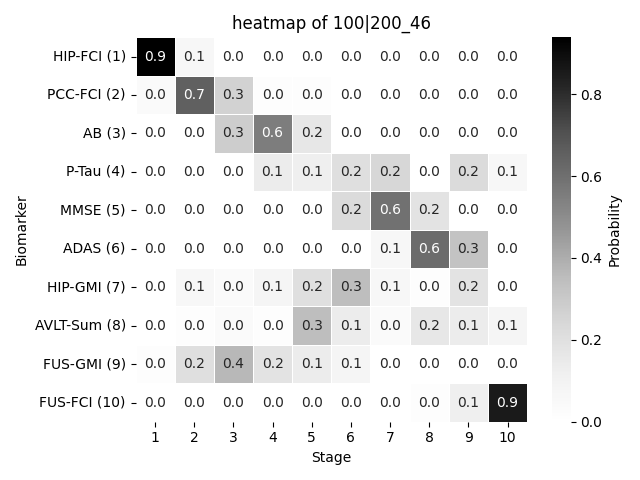 heatmap of 100|200_46
HIP-FCI (1) 0.9 0.1 0.0 0.0 0.0 0.0 0.0 0.0 0.0 0.0
PCC-FCI (2) 0.0 0.7 0.3 0.0 0.0 0.0 0.0 0.0 0.0 0.0
AB (3) 0.0 0.0 0.3 0.6 0.2 0.0 0.0 0.0 0.0 0.0
P-Tau (4) 0.0 0.0 0.0 0.1 0.1 0.2 0.2 0.0 0.2 0.1
MMSE (5) 0.0 0.0 0.0 0.0 0.0 0.2 0.6 0.2 0.0 0.0
ADAS (6) 0.0 0.0 0.0 0.0 0.0 0.0 0.1 0.6 0.3 0.0
HIP-GMI (7) 0.0 0.1 0.0 0.1 0.2 0.3 0.1 0.0 0.2 0.0
AVLT-Sum (8) 0.0 0.0 0.0 0.0 0.3 0.1 0.0 0.2 0.1 0.1
FUS-GMI (9) 0.0 0.2 0.4 0.2 0.1 0.1 0.0 0.0 0.0 0.0
FUS-FCI (10) 0.0 0.0 0.0 0.0 0.0 0.0 0.0 0.0 0.1 0.9
1 2 3 4 5 6 7 8 9 10
Stage
Biomarker
0.8
0.6
0.4
0.2
0.0
Probability